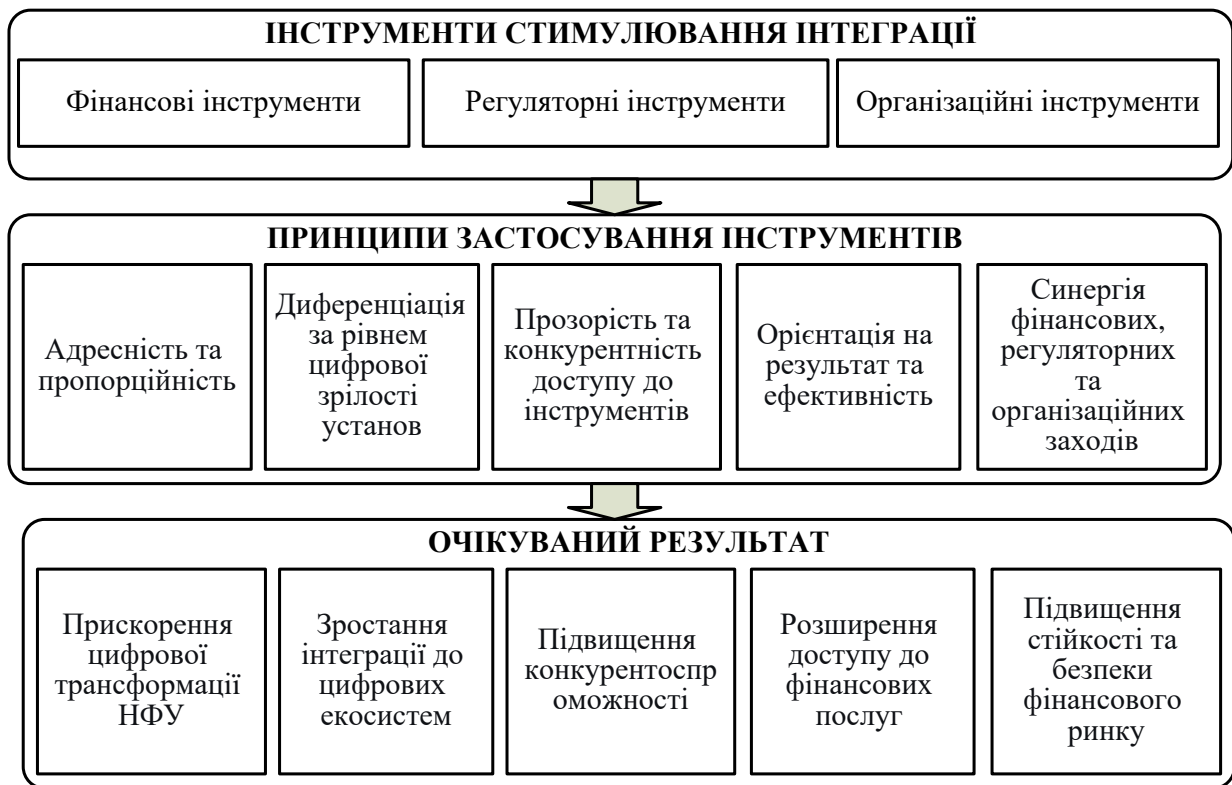 ІНСТРУМЕНТИ СТИМУЛЮВАННЯ ІНТЕГРАЦІЇ
Фінансові інструменти
Регуляторні інструменти
Організаційні інструменти
ПРИНЦИПИ ЗАСТОСУВАННЯ ІНСТРУМЕНТІВ
Адресність та
пропорційність
Диференціація
за рівнем
цифрової
зрілості
установ
Прозорість та
конкурентність
доступу до
інструментів
Орієнтація на
результат та
ефективність
Синергія
фінансових,
регуляторних
та
організаційних
заходів
ОЧІКУВАНИЙ РЕЗУЛЬТАТ
Прискорення
цифрової
трансформації
НФУ
Зростання
інтеграції до
цифрових
екосистем
Підвищення
конкурентоспр
оможності
Розширення
доступу до
фінансових
послуг
Підвищення
стійкості та
безпеки
фінансового
ринку